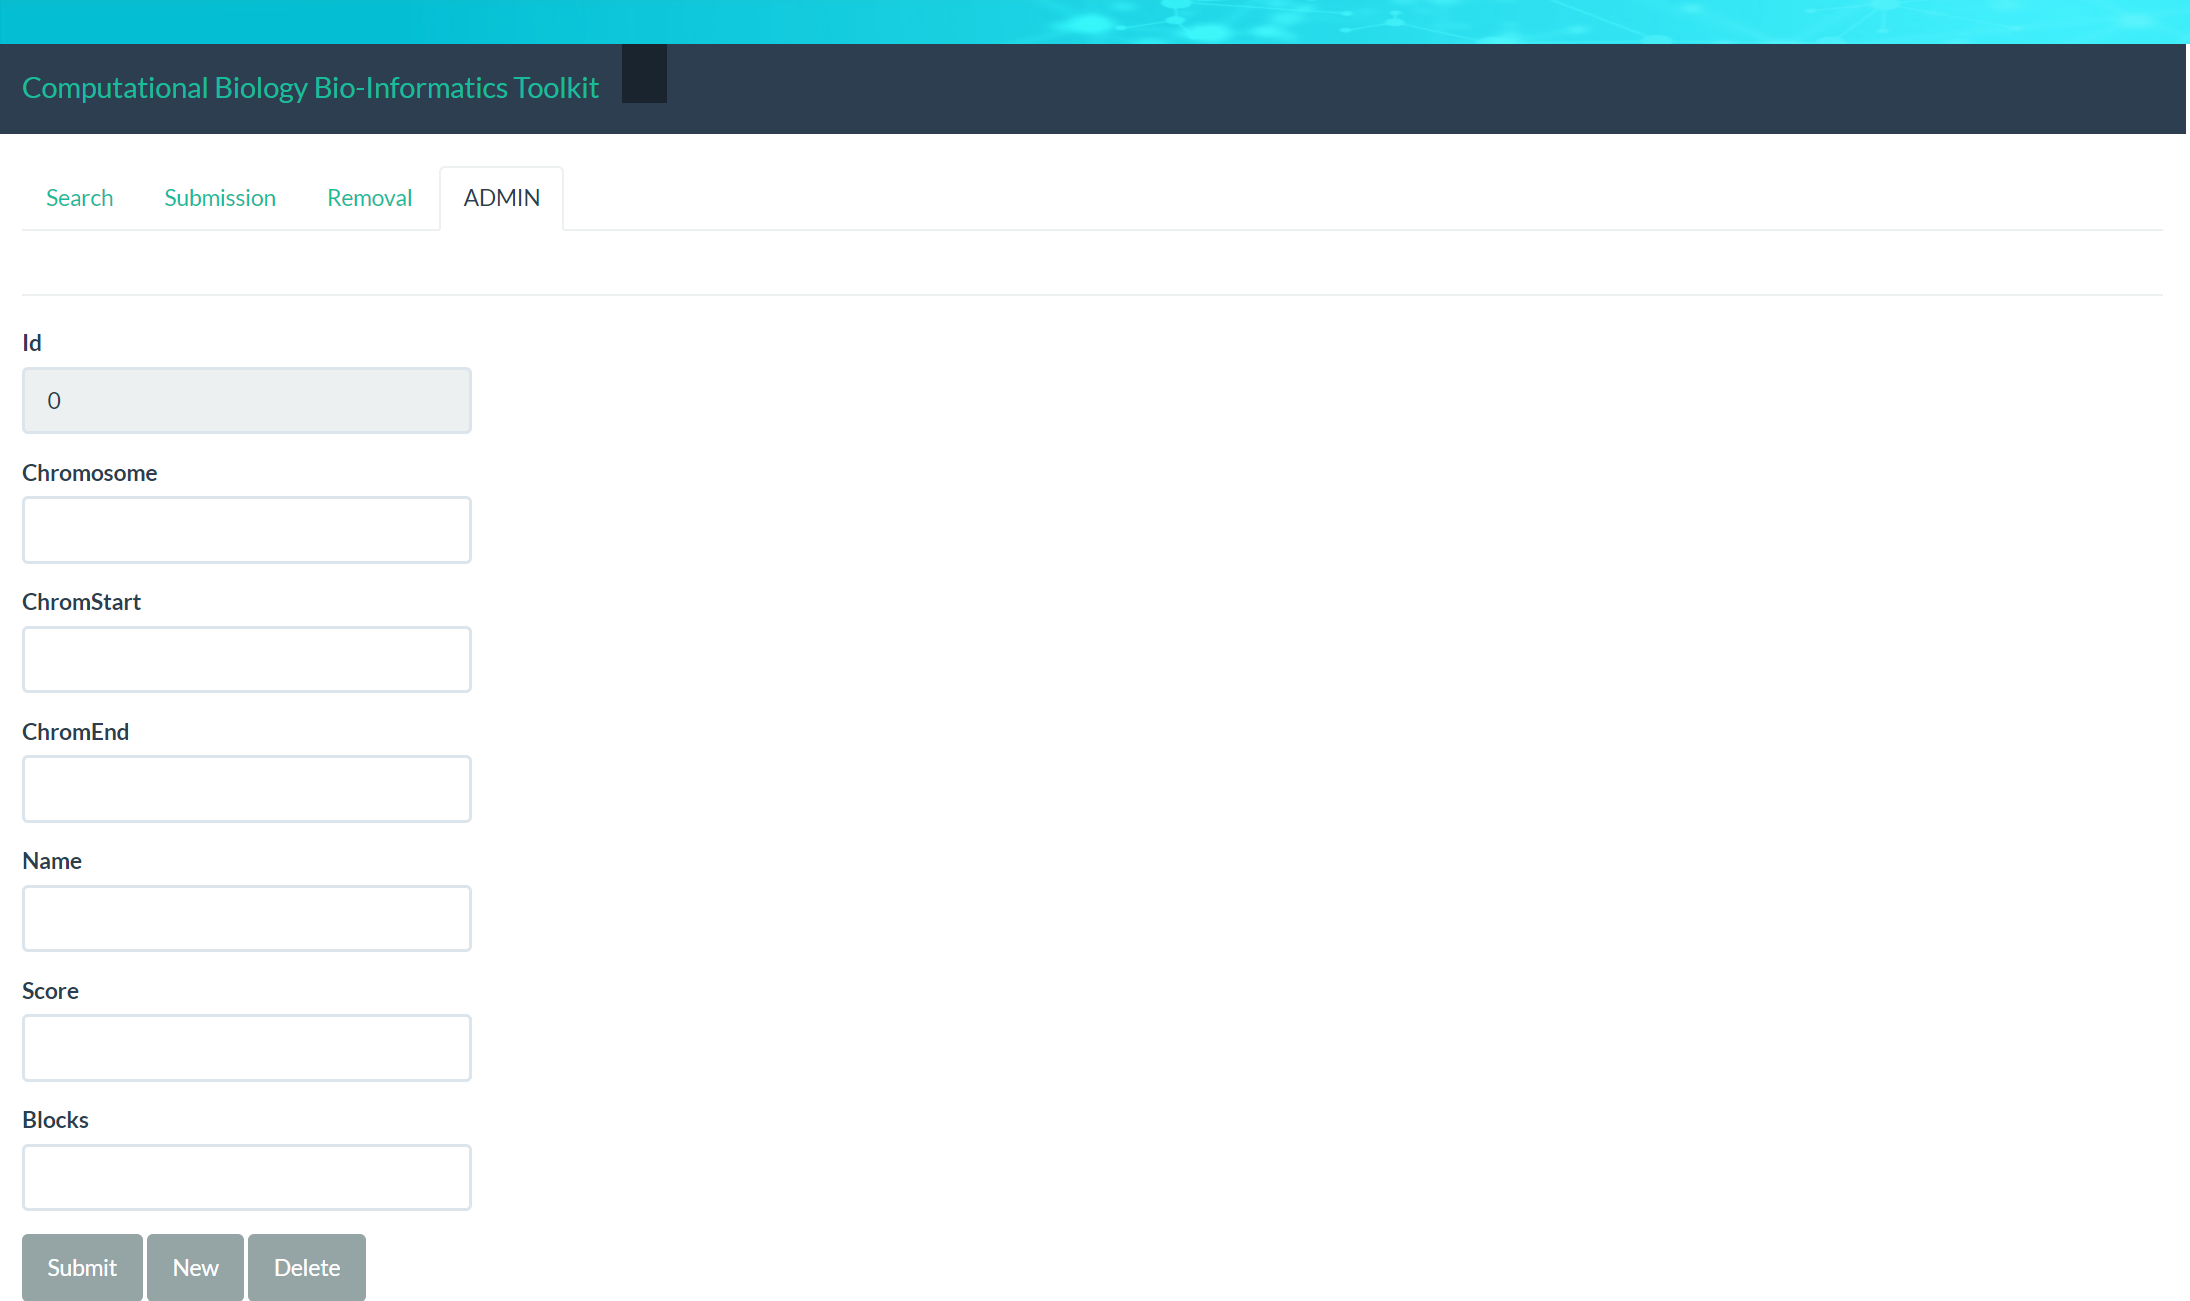 Computational Biology Bio-Informatics Toolkit
Search Submission Removal ADMIN
Id
0
Chromosome
ChromStart
ChromEnd
Name
Score
Blocks
Submit New Delete